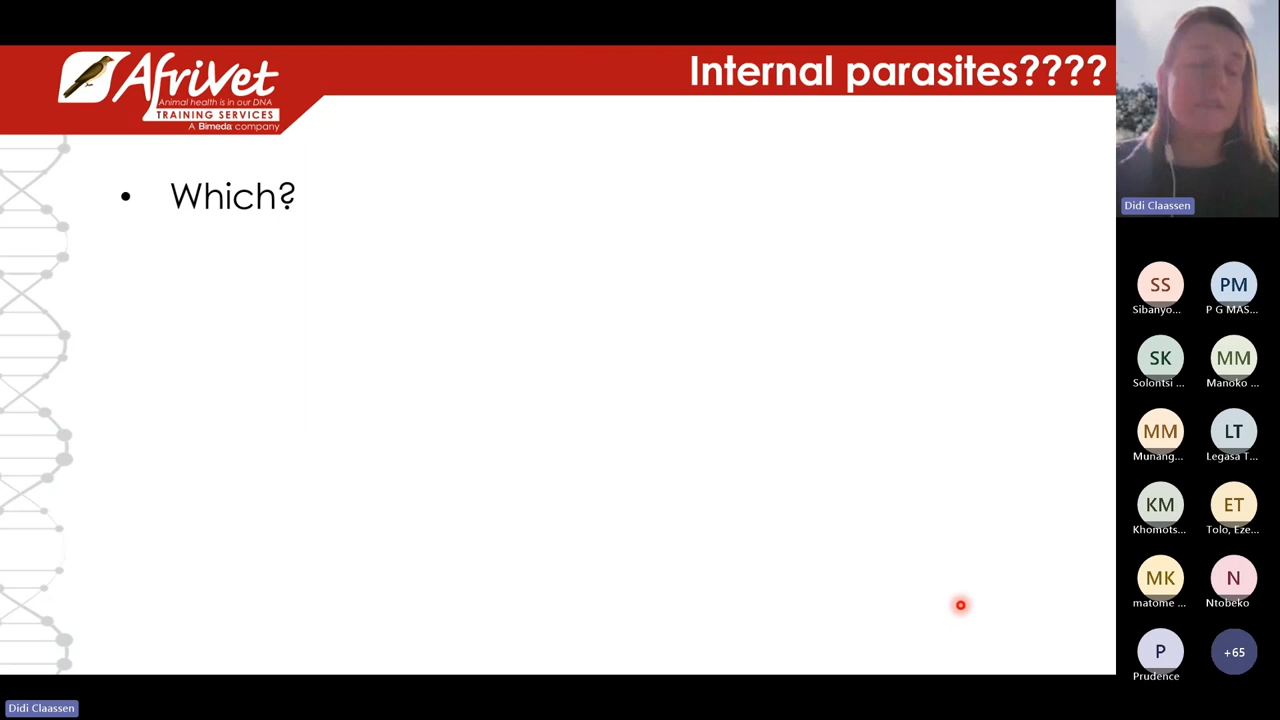 AfriVet
Animal health is in our DNA
TRAINING SERVICES
A Bimeda company
Internal parasites????
• Which?
Didi Claassen
SS
Sibanyo...
PM
P G MAS...
SK
Solontsi ...
MM
Manoko ...
MM
Munang...
LT
Legasa T...
KM
Khomots...
ET
Tolo, Eze...
MK
matome ...
N
Ntobeko
P
Prudence
+65
Didi Claassen